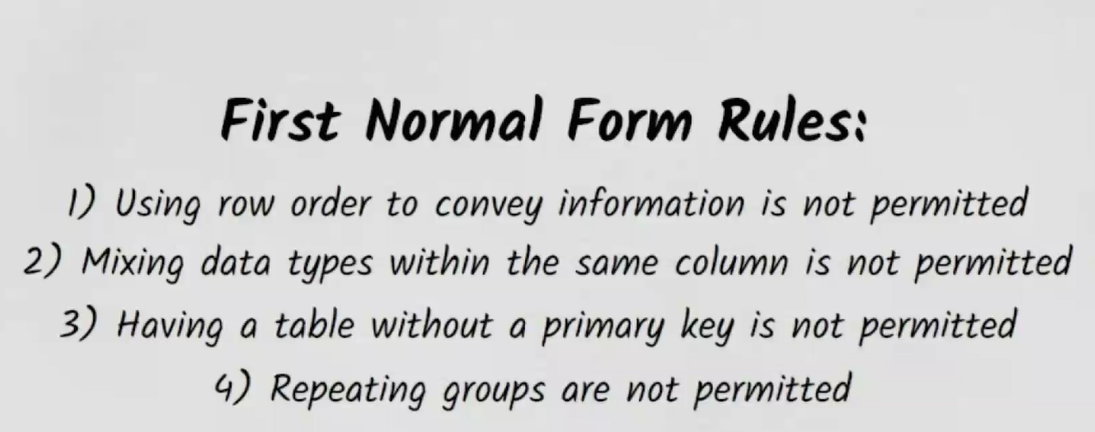 First Normal Form Rules:
1) Using row order to convey information is not permitted
2) Mixing data types within the same column is not permitted
3) Having a table without a primary key is not permitted
4) Repeating groups are not permitted